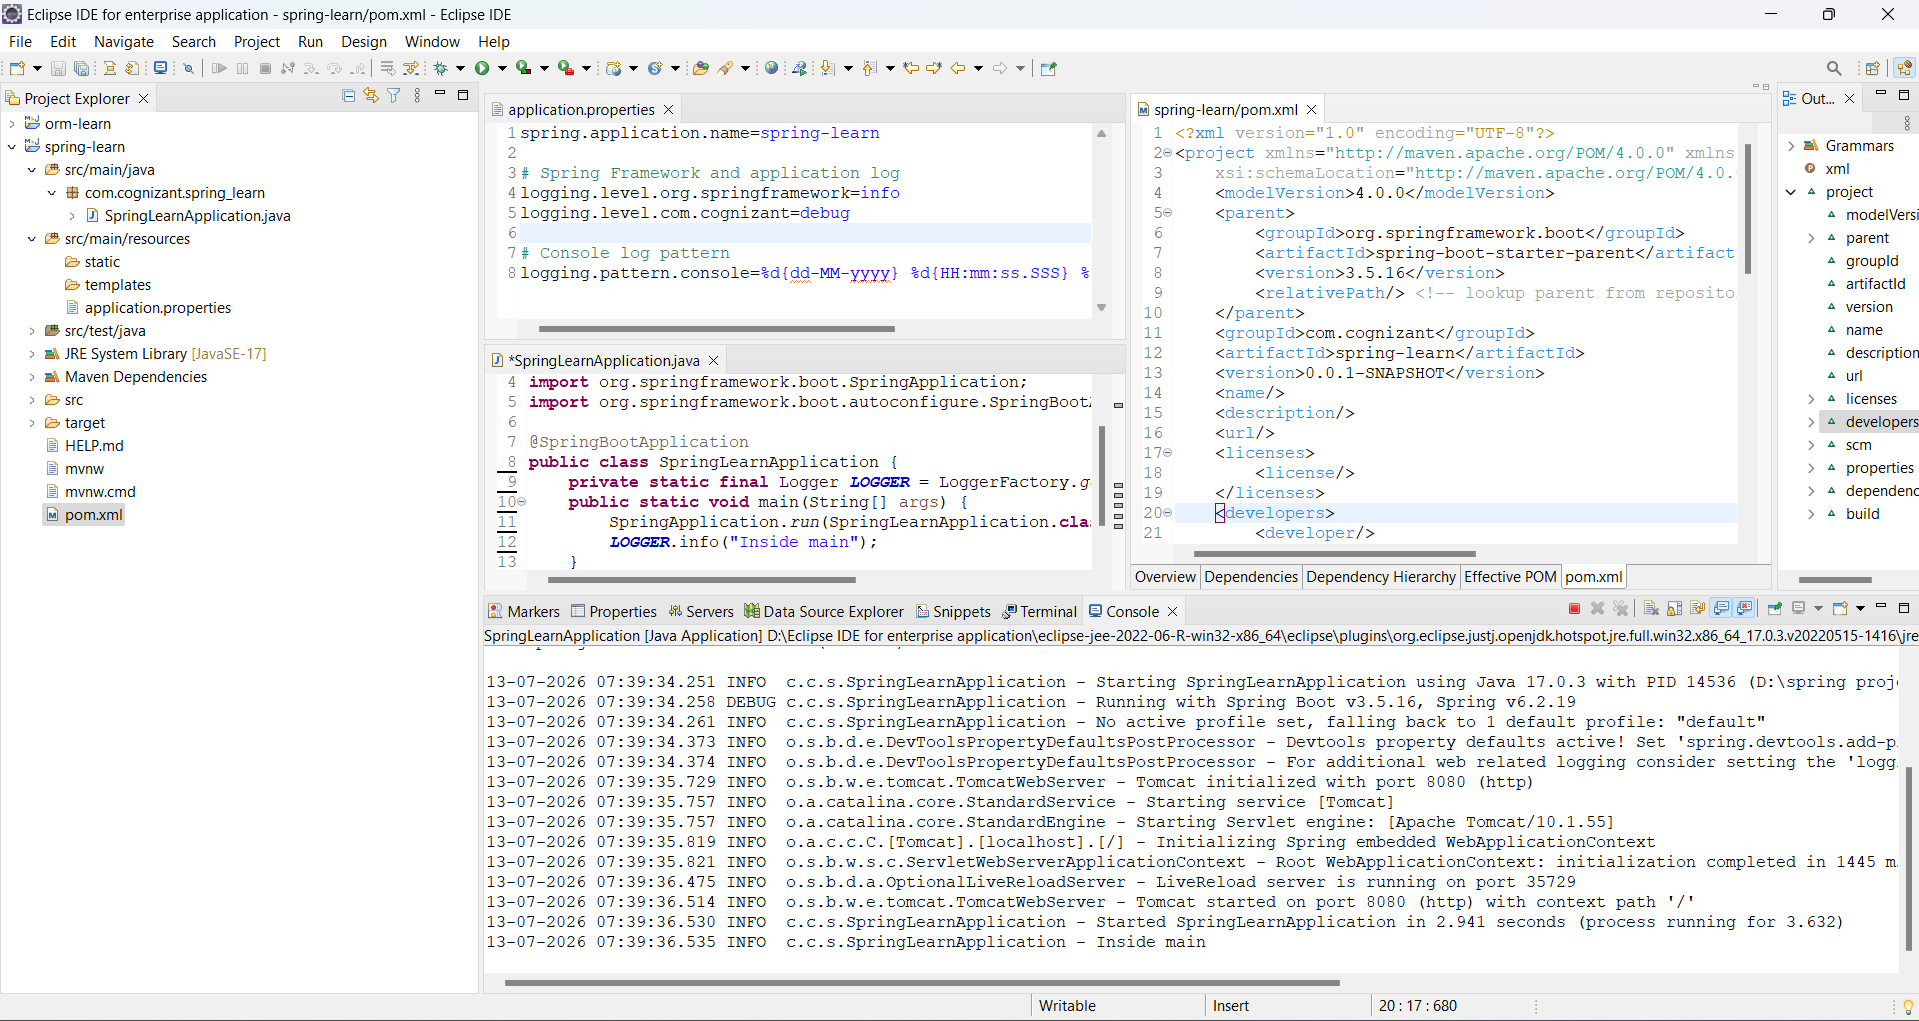 Eclipse IDE for enterprise application - spring-learn/pom.xml - Eclipse IDE
File Edit Navigate Search Project Run Design Window Help
Project Explorer
orm-learn
spring-learn
src/main/java
com.cognizant.spring_learn
SpringLearnApplication.java
src/main/resources
static
templates
application.properties
src/test/java
JRE System Library [JavaSE-17]
Maven Dependencies
src
target
HELP.md
mvnw
mvnw.cmd
pom.xml
application.properties
1 spring.application.name=spring-learn
2
3 # Spring Framework and application log
4 logging.level.org.springframework=info
5 logging.level.com.cognizant=debug
6
7 # Console log pattern
8 logging.pattern.console=%d{dd-MM-yyyy} %d{HH:mm:ss.SSS} %
*SpringLearnApplication.java
4 import org.springframework.boot.SpringApplication;
5 import org.springframework.boot.autoconfigure.SpringBoot
6
7 @SpringBootApplication
8 public class SpringLearnApplication {
9 private static final Logger LOGGER = LoggerFactory.g
10 public static void main(String[] args) {
11 SpringApplication.run(SpringLearnApplication.cla
12 LOGGER.info("Inside main");
13 }
spring-learn/pom.xml
1 <?xml version="1.0" encoding="UTF-8"?>
2 <project xmlns="http://maven.apache.org/POM/4.0.0" xmlns
3 xsi:schemaLocation="http://maven.apache.org/POM/4.0.
4 <modelVersion>4.0.0</modelVersion>
5 <parent>
6 <groupId>org.springframework.boot</groupId>
7 <artifactId>spring-boot-starter-parent</artifact
8 <version>3.5.16</version>
9 <relativePath/> <!-- lookup parent from reposito
10 </parent>
11 <groupId>com.cognizant</groupId>
12 <artifactId>spring-learn</artifactId>
13 <version>0.0.1-SNAPSHOT</version>
14 <name/>
15 <description/>
16 <url/>
17 <licenses>
18 <license/>
19 </licenses>
20 <developers>
21 <developer/>
Overview Dependencies Dependency Hierarchy Effective POM pom.xml
Out...
Grammars
xml
project
modelVersi
parent
groupId
artifactId
version
name
description
url
licenses
developers
scm
properties
dependenc
build
Markers Properties Servers Data Source Explorer Snippets Terminal Console
SpringLearnApplication [Java Application] D:\Eclipse IDE for enterprise application\eclipse-jee-2022-06-R-win32-x86_64\eclipse\plugins\org.eclipse.justj.openjdk.hotspot.jre.full.win32.x86_64_17.0.3.v20220515-1416\jre
13-07-2026 07:39:34.251 INFO c.c.s.SpringLearnApplication - Starting SpringLearnApplication using Java 17.0.3 with PID 14536 (D:\spring proj
13-07-2026 07:39:34.258 DEBUG c.c.s.SpringLearnApplication - Running with Spring Boot v3.5.16, Spring v6.2.19
13-07-2026 07:39:34.261 INFO c.c.s.SpringLearnApplication - No active profile set, falling back to 1 default profile: "default"
13-07-2026 07:39:34.373 INFO o.s.b.d.e.DevToolsPropertyDefaultsPostProcessor - Devtools property defaults active! Set 'spring.devtools.add-p
13-07-2026 07:39:34.374 INFO o.s.b.d.e.DevToolsPropertyDefaultsPostProcessor - For additional web related logging consider setting the 'logg
13-07-2026 07:39:35.729 INFO o.s.b.w.e.tomcat.TomcatWebServer - Tomcat initialized with port 8080 (http)
13-07-2026 07:39:35.757 INFO o.a.catalina.core.StandardService - Starting service [Tomcat]
13-07-2026 07:39:35.757 INFO o.a.catalina.core.StandardEngine - Starting Servlet engine: [Apache Tomcat/10.1.55]
13-07-2026 07:39:35.819 INFO o.a.c.c.C.[Tomcat].[localhost].[/] - Initializing Spring embedded WebApplicationContext
13-07-2026 07:39:35.821 INFO o.s.b.w.s.c.ServletWebServerApplicationContext - Root WebApplicationContext: initialization completed in 1445 m
13-07-2026 07:39:36.475 INFO o.s.b.d.a.OptionalLiveReloadServer - LiveReload server is running on port 35729
13-07-2026 07:39:36.514 INFO o.s.b.w.e.tomcat.TomcatWebServer - Tomcat started on port 8080 (http) with context path '/'
13-07-2026 07:39:36.530 INFO c.c.s.SpringLearnApplication - Started SpringLearnApplication in 2.941 seconds (process running for 3.632)
13-07-2026 07:39:36.535 INFO c.c.s.SpringLearnApplication - Inside main
Writable Insert 20 : 17 : 680